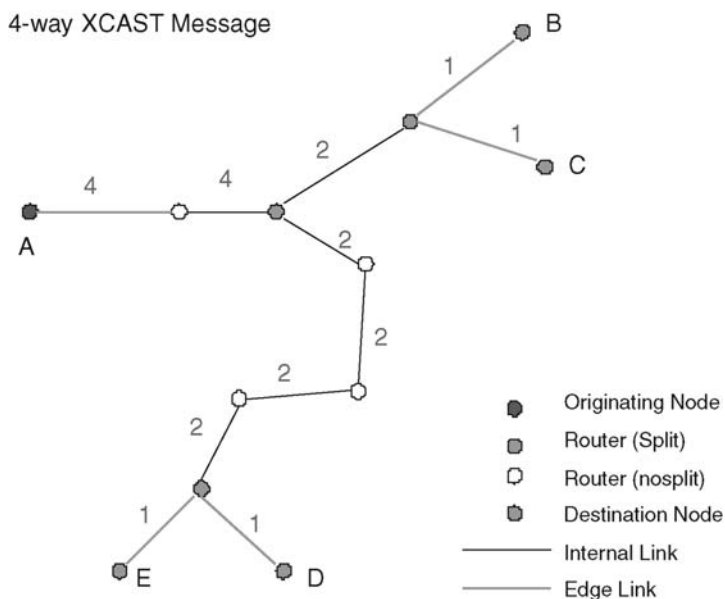 4-way XCAST Message
B
1
1
2
C
4
4
A
2
2
2
2
1
1
E
D
Originating Node
Router (Split)
Router (nosplit)
Destination Node
Internal Link
Edge Link